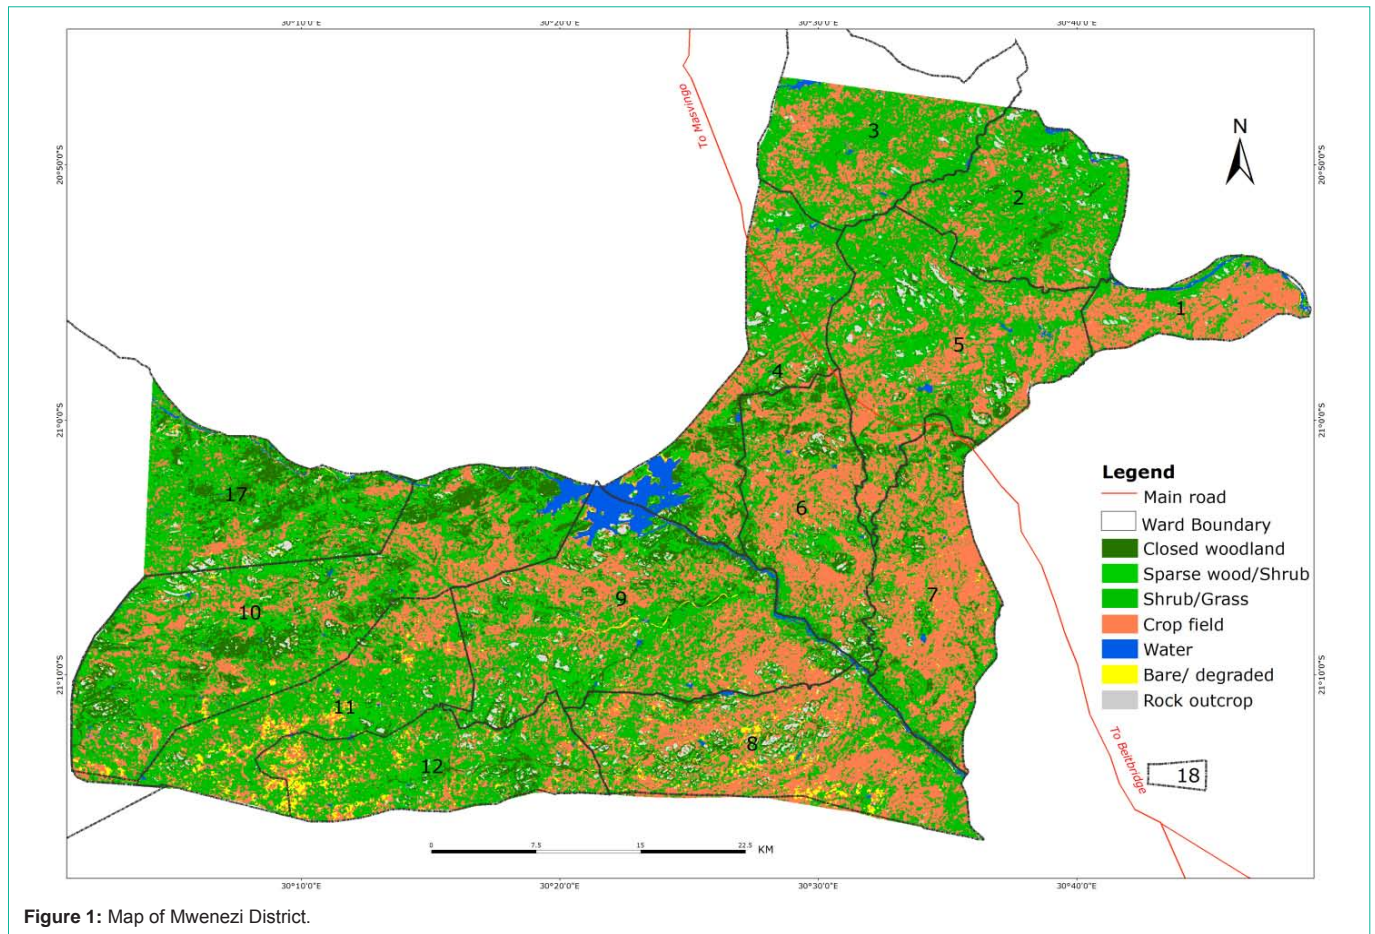 30°10'0"E 30°20'0"E 30°30'0"E 30°40'0"E
To Masvingo
N
20°50'0"S 20°50'0"S
3
2
1
5
4
21°0'0"S 21°0'0"S
17
6
9
7
10
21°10'0"S 21°10'0"S
11
8
12
Legend
Main road
Ward Boundary
Closed woodland
Sparse wood/Shrub
Shrub/Grass
Crop field
Water
Bare/ degraded
Rock outcrop
To Beitbridge
18
0 7.5 15 22.5 KM
30°10'0"E 30°20'0"E 30°30'0"E 30°40'0"E
Figure 1: Map of Mwenezi District.